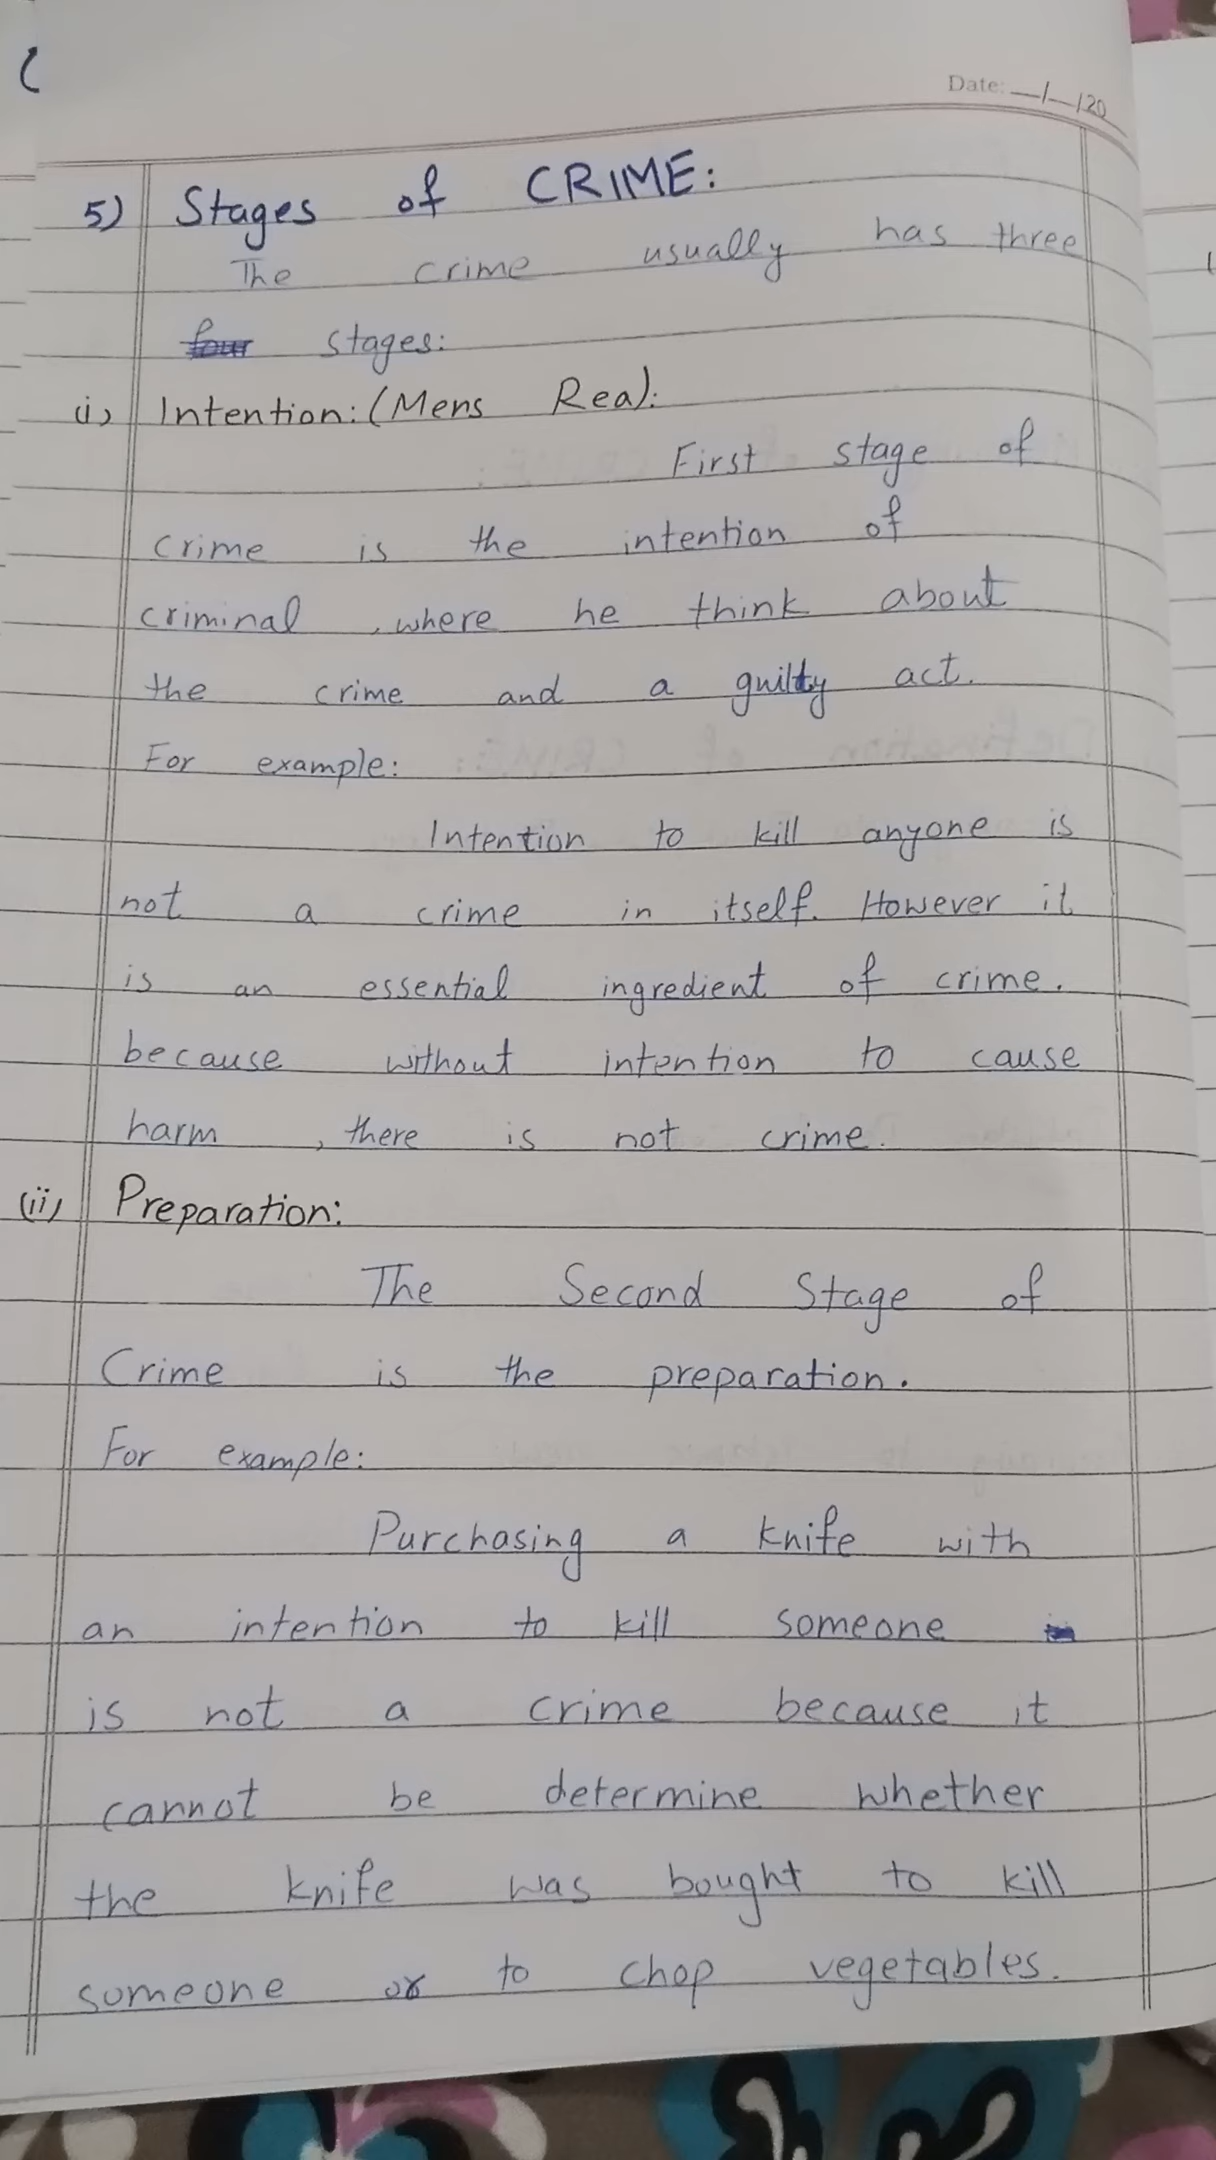 Date: __/__/20
5) Stages of CRIME:
The crime usually has three
four stages:
(i) Intention: (Mens Rea):
First stage of
crime is the intention of
criminal, where he think about
the crime and a guilty act.
For example:
Intention to kill anyone is
not a crime in itself. However it
is an essential ingredient of crime.
because without intention to cause
harm, there is not crime.
(ii) Preparation:
The Second Stage of
Crime is the preparation.
For example:
Purchasing a knife with
an intention to kill someone
is not a crime because it
cannot be determine whether
the knife was bought to kill
someone or to chop vegetables.